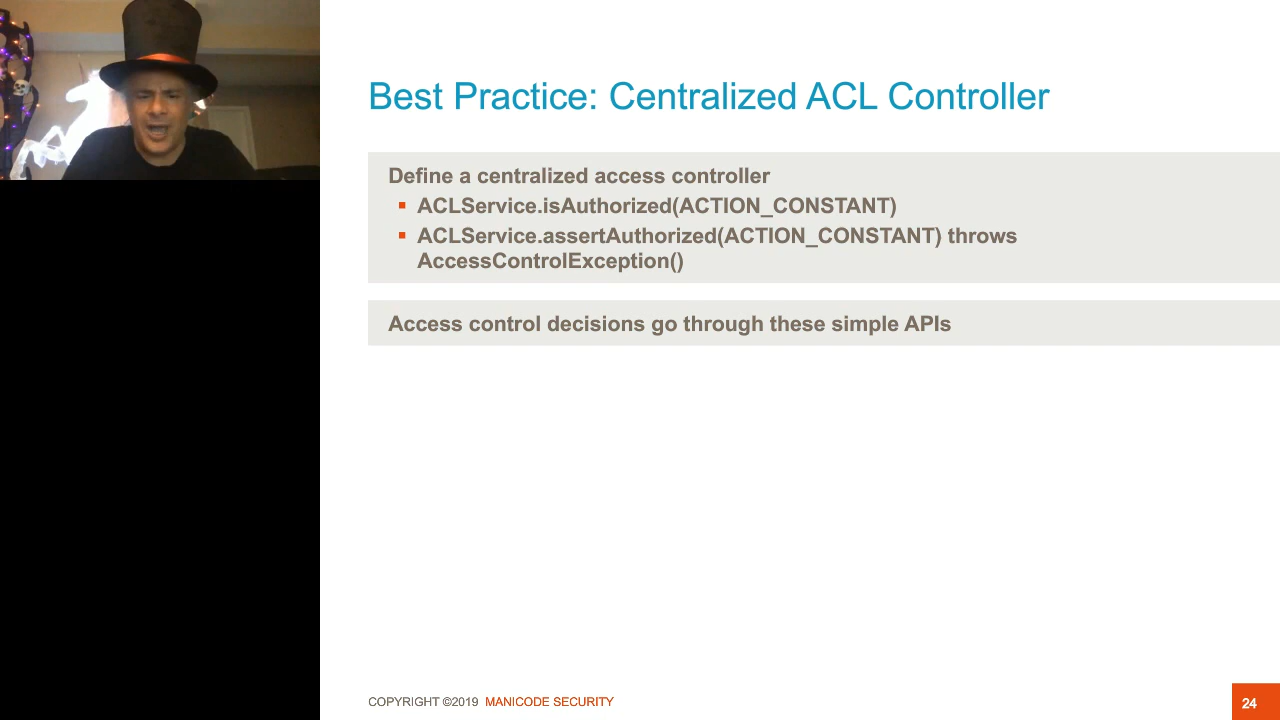 Best Practice: Centralized ACL Controller
Define a centralized access controller
ACLService.isAuthorized(ACTION_CONSTANT)
ACLService.assertAuthorized(ACTION_CONSTANT) throws
AccessControlException()
Access control decisions go through these simple APIs
COPYRIGHT ©2019 MANICODE SECURITY
24